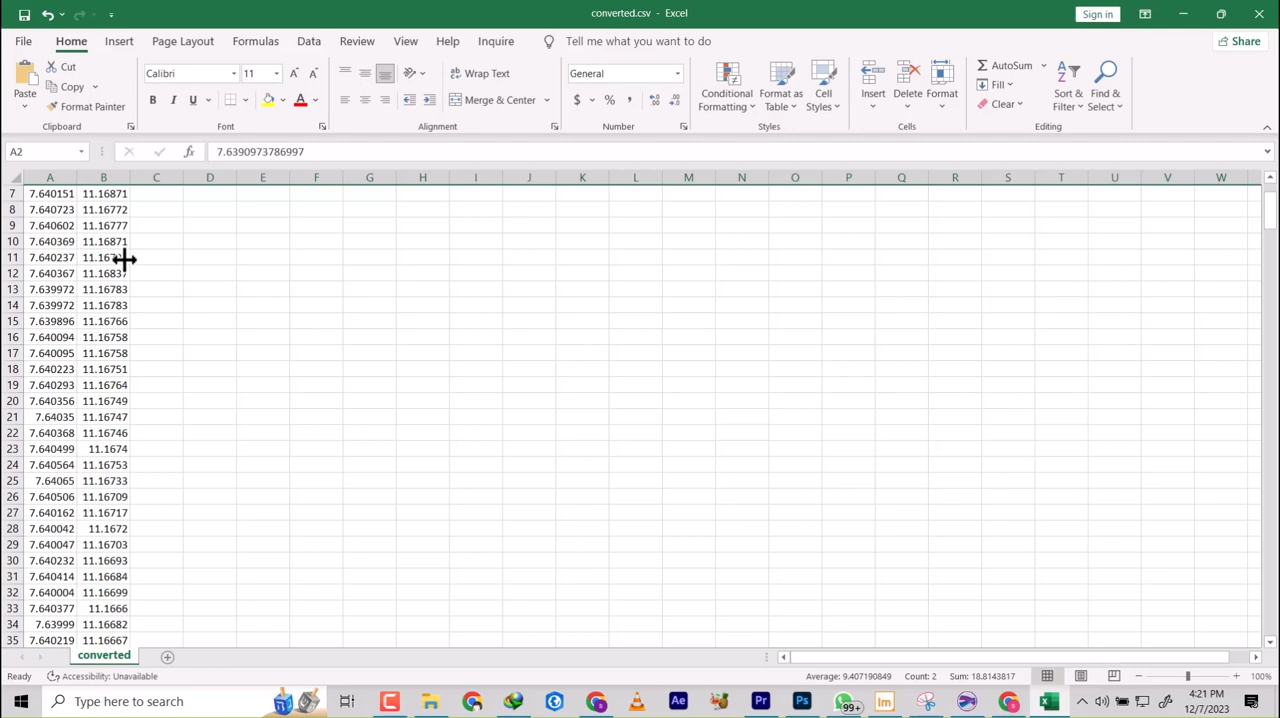 converted.csv - Excel
Sign in
File Home Insert Page Layout Formulas Data Review View Help Inquire Tell me what you want to do Share
Paste
Cut
Copy
Format Painter
Clipboard
Calibri 11
B I U
Font
Wrap Text
Merge & Center
Alignment
General
$ % ,
Number
Conditional Formatting
Format as Table
Cell Styles
Styles
Insert Delete Format
Cells
AutoSum
Fill
Clear
Sort & Filter
Find & Select
Editing
A2 fx 7.6390973786997
A B C D E F G H I J K L M N O P Q R S T U V W
7 7.640151 11.16871
8 7.640723 11.16772
9 7.640602 11.16777
10 7.640369 11.16871
11 7.640237
12 7.640367
13 7.639972 11.16783
14 7.639972 11.16783
15 7.639896 11.16766
16 7.640094 11.16758
17 7.640095 11.16758
18 7.640223 11.16751
19 7.640293 11.16764
20 7.640356 11.16749
21 7.64035 11.16747
22 7.640368 11.16746
23 7.640499 11.1674
24 7.640564 11.16753
25 7.64065 11.16733
26 7.640506 11.16709
27 7.640162 11.16717
28 7.640042 11.1672
29 7.640047 11.16703
30 7.640232 11.16693
31 7.640414 11.16684
32 7.640004 11.16699
33 7.640377 11.1666
34 7.63999 11.16682
35 7.640219 11.16667
converted
Ready Accessibility: Unavailable Average: 9.407190849 Count: 2 Sum: 18.8143817 100%
Type here to search Ae Pr Ps 99+ Im 4:21 PM
12/7/2023